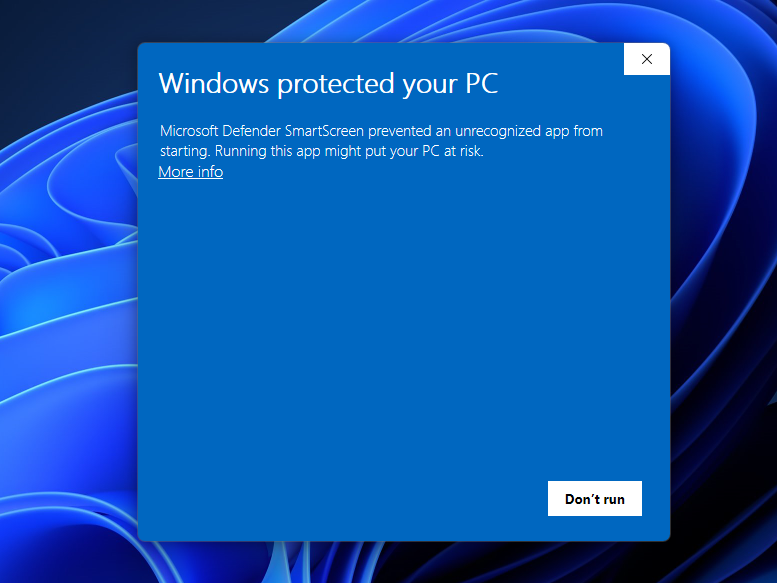 Windows protected your PC
Microsoft Defender SmartScreen prevented an unrecognized app from
starting. Running this app might put your PC at risk.
More info
Don’t run